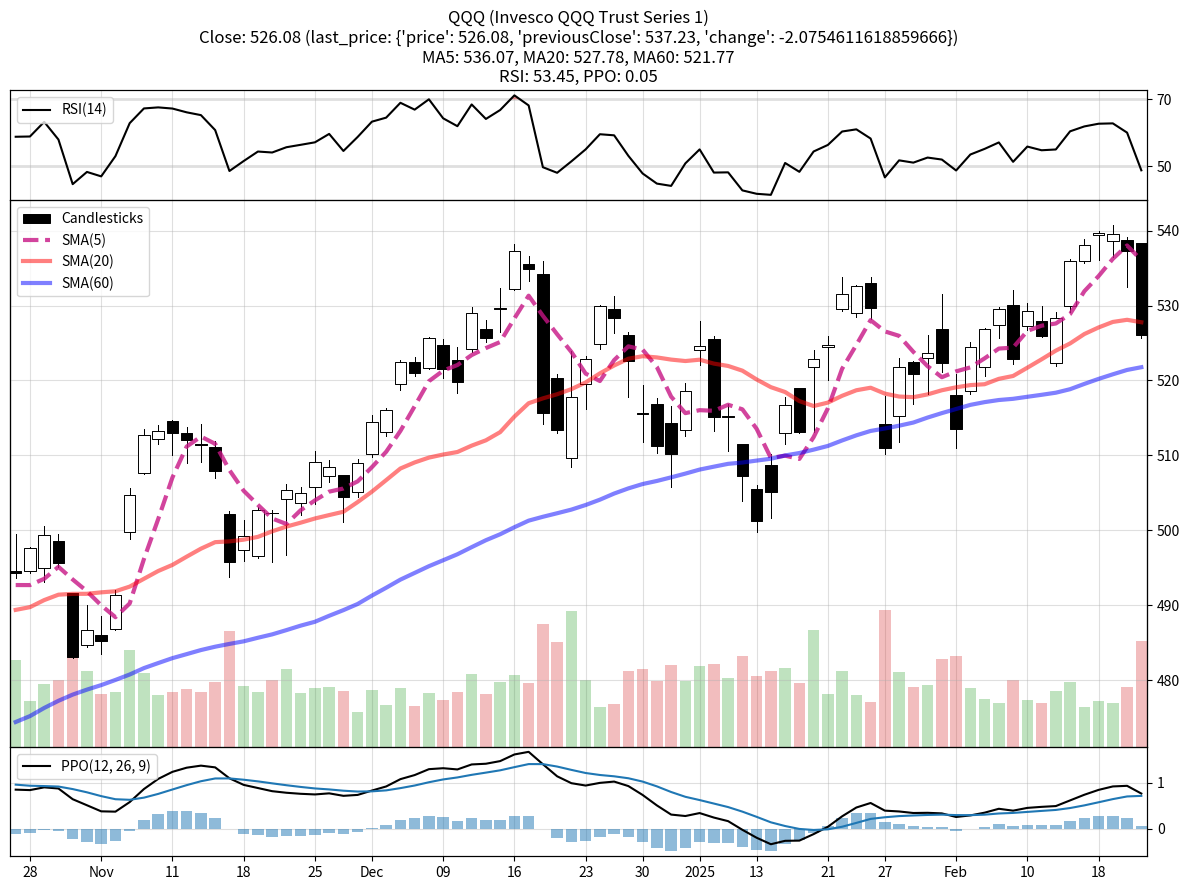 QQQ (Invesco QQQ Trust Series 1)
Close: 526.08 (last_price: {'price': 526.08, 'previousClose': 537.23, 'change': -2.0754611618859666})
MA5: 536.07, MA20: 527.78, MA60: 521.77
RSI: 53.45, PPO: 0.05
RSI(14)
70
50
Candlesticks
SMA(5)
SMA(20)
SMA(60)
540
530
520
510
500
490
480
PPO(12, 26, 9)
1
0
28 Nov 11 18 25 Dec 09 16 23 30 2025 13 21 27 Feb 10 18